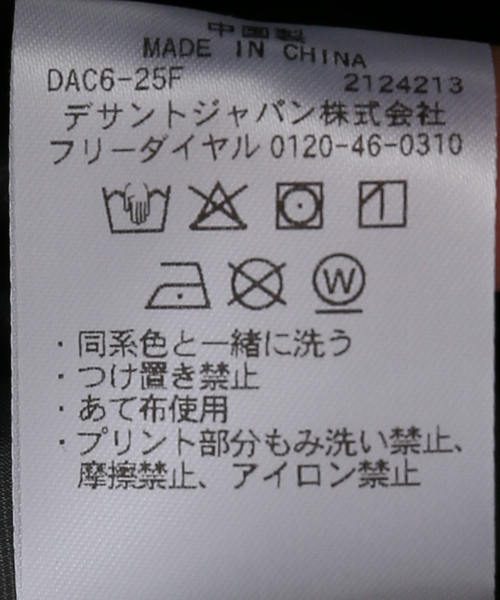 中国製
MADE IN CHINA
DAC6-25F 2124213
デサントジャパン株式会社
フリーダイヤル 0120-46-0310
W
・同系色と一緒に洗う
・つけ置き禁止
・あて布使用
・プリント部分もみ洗い禁止、
摩擦禁止、アイロン禁止